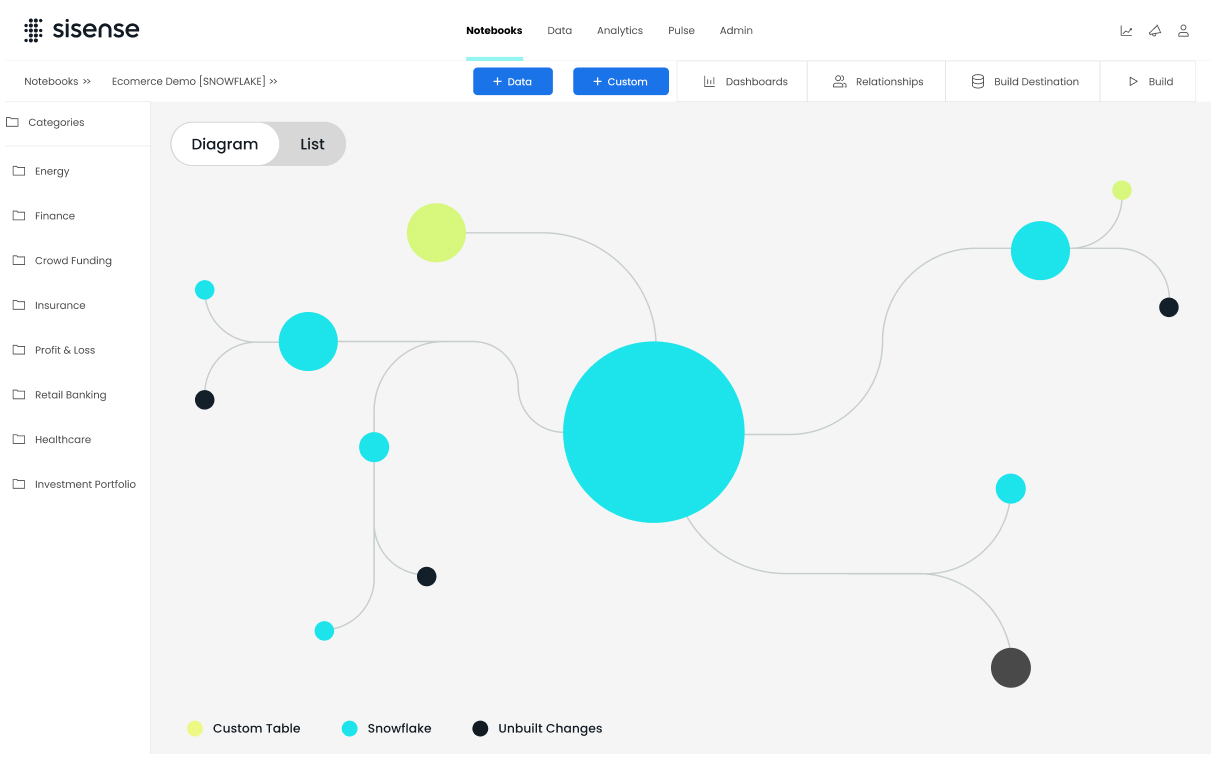 sisense
Notebooks Data Analytics Pulse Admin
Notebooks >> Ecomerce Demo [SNOWFLAKE] >>
+ Data + Custom Dashboards Relationships Build Destination Build
Categories
Diagram List
Energy
Finance
Crowd Funding
Insurance
Profit & Loss
Retail Banking
Healthcare
Investment Portfolio
Custom Table Snowflake Unbuilt Changes